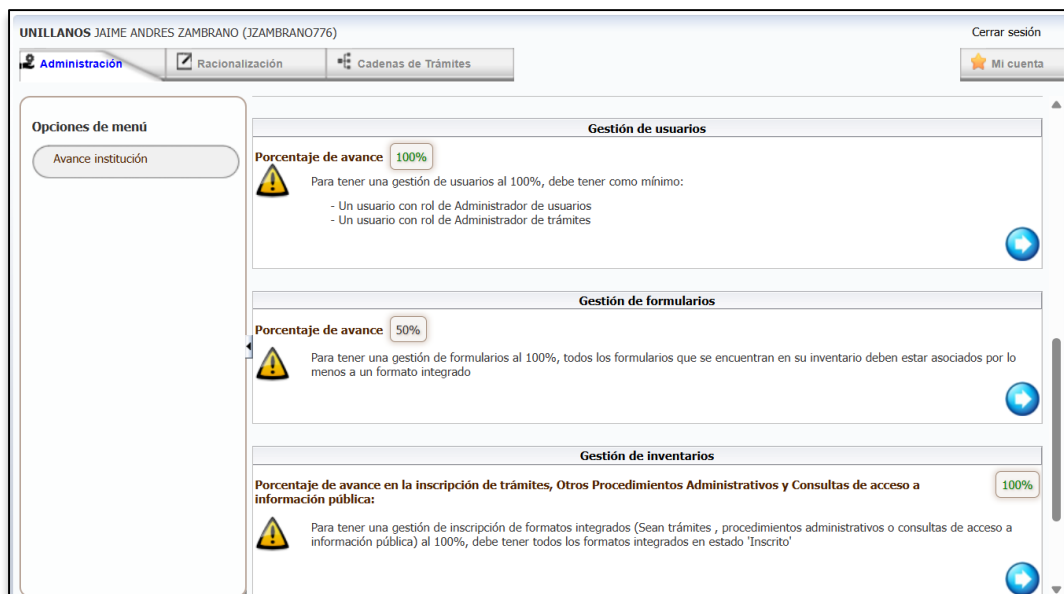 UNILLANOS JAIME ANDRES ZAMBRANO (JZAMBRANO776)
Cerrar sesión
Administración
Racionalización
Cadenas de Trámites
Mi cuenta
Opciones de menú
Avance institución
Gestión de usuarios
Porcentaje de avance 100%
Para tener una gestión de usuarios al 100%, debe tener como mínimo:
- Un usuario con rol de Administrador de usuarios
- Un usuario con rol de Administrador de trámites
Gestión de formularios
Porcentaje de avance 50%
Para tener una gestión de formularios al 100%, todos los formularios que se encuentran en su inventario deben estar asociados por lo
menos a un formato integrado
Gestión de inventarios
Porcentaje de avance en la inscripción de trámites, Otros Procedimientos Administrativos y Consultas de acceso a
información pública:
100%
Para tener una gestión de inscripción de formatos integrados (Sean trámites , procedimientos administrativos o consultas de acceso a
información pública) al 100%, debe tener todos los formatos integrados en estado 'Inscrito'